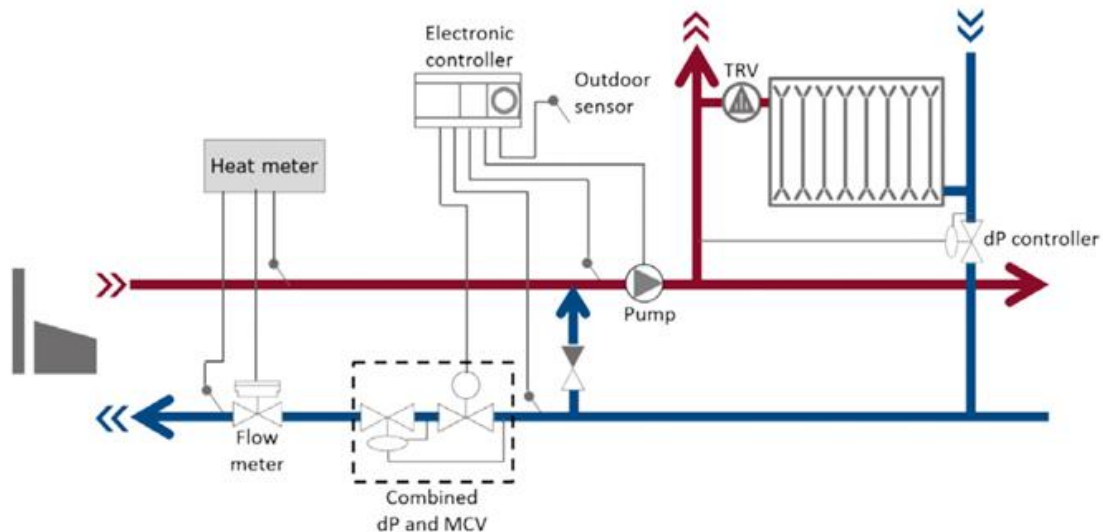 Electronic
controller
TRV
Outdoor
sensor
Heat meter
dP controller
Pump
Flow
meter
Combined
dP and MCV